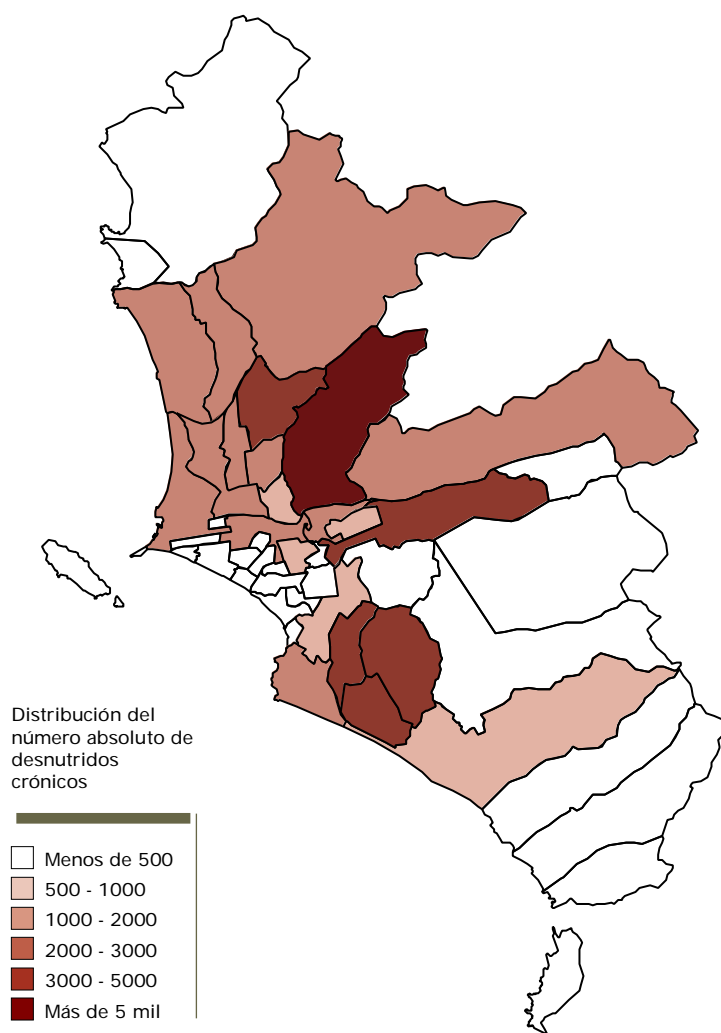 Distribución del
número absoluto de
desnutridos
crónicos
Menos de 500
500 - 1000
1000 - 2000
2000 - 3000
3000 - 5000
Más de 5 mil